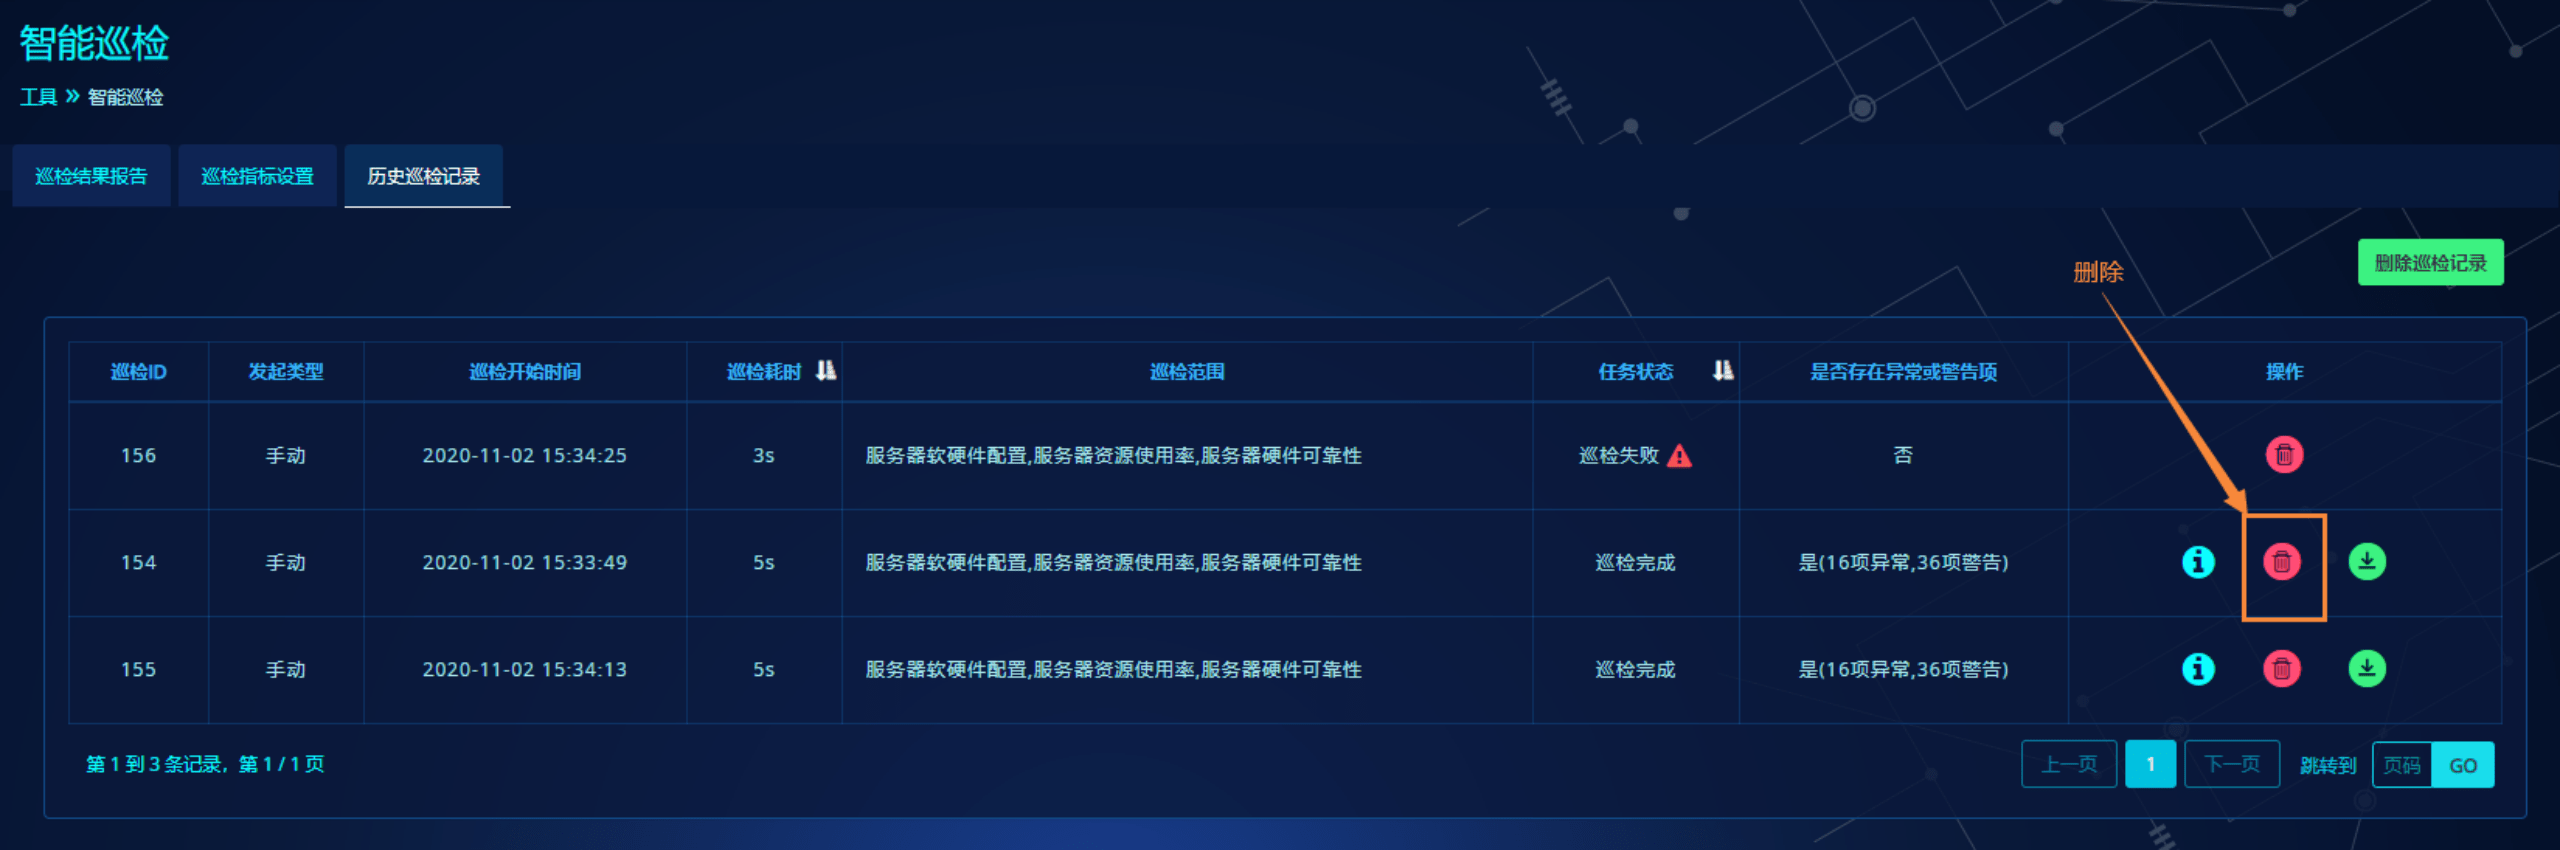 智能巡检
工具 » 智能巡检
巡检结果报告 巡检指标设置 历史巡检记录
删除巡检记录
删除
巡检ID 发起类型 巡检开始时间 巡检耗时 巡检范围 任务状态 是否存在异常或警告项 操作
156 手动 2020-11-02 15:34:25 3s 服务器软硬件配置,服务器资源使用率,服务器硬件可靠性 巡检失败 否
154 手动 2020-11-02 15:33:49 5s 服务器软硬件配置,服务器资源使用率,服务器硬件可靠性 巡检完成 是(16项异常,36项警告)
155 手动 2020-11-02 15:34:13 5s 服务器软硬件配置,服务器资源使用率,服务器硬件可靠性 巡检完成 是(16项异常,36项警告)
第 1 到 3 条记录，第 1 / 1 页 上一页 1 下一页 跳转到 页码 GO